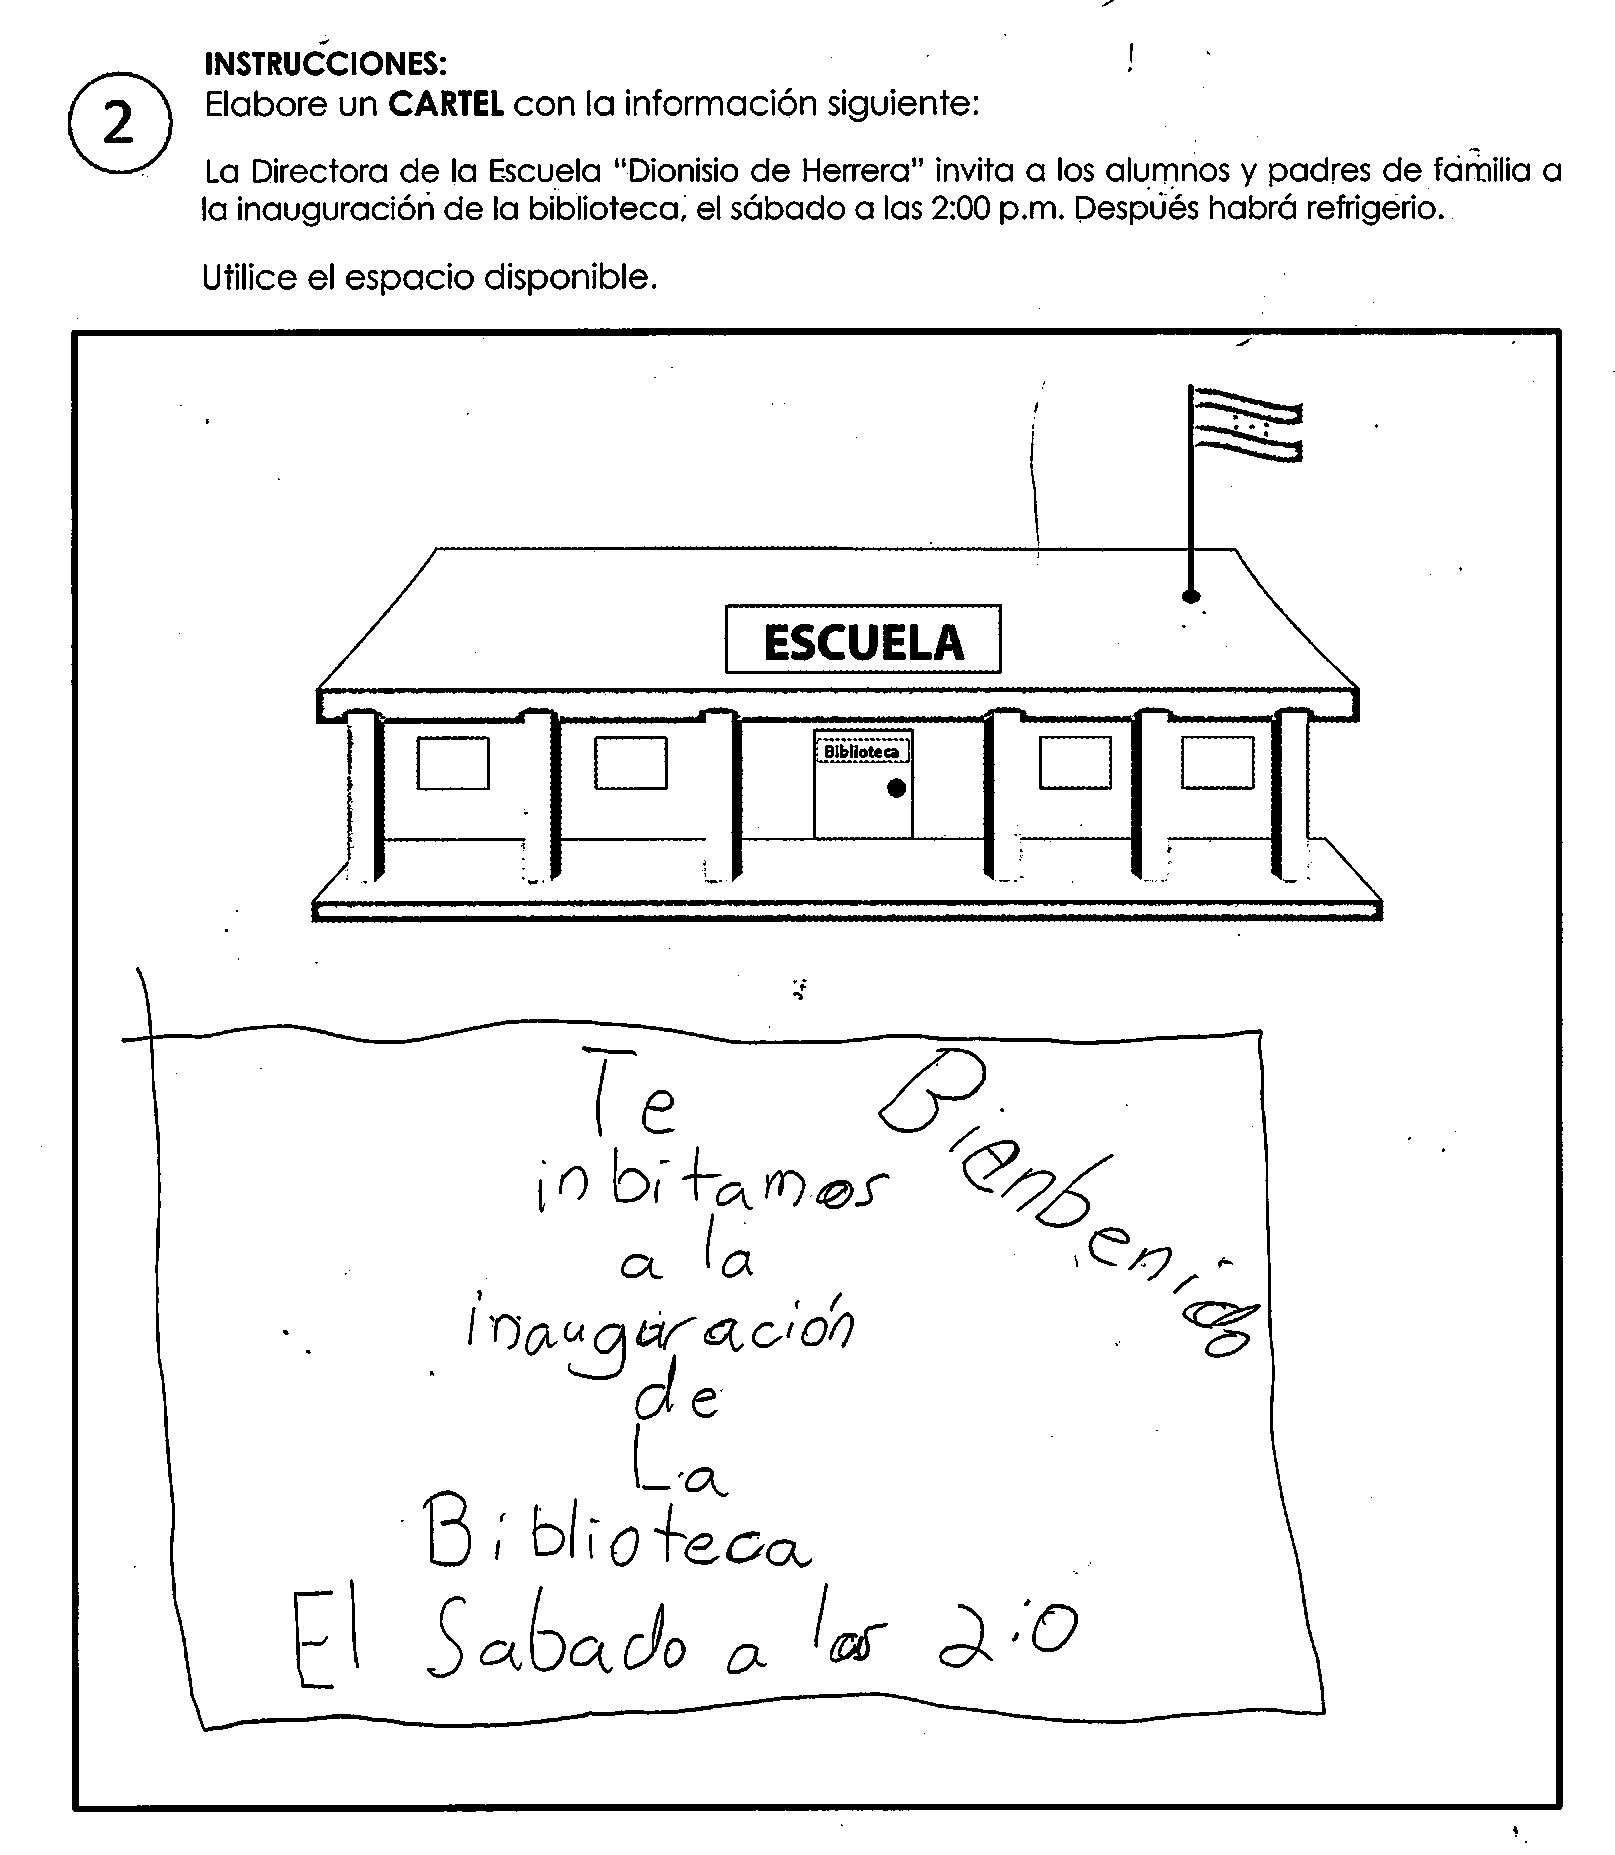 INSTRUCCIONES:
2
Elabore un CARTEL con la información siguiente:
La Directora de la Escuela "Dionisio de Herrera" invita a los alumnos y padres de familia a
la inauguración de la biblioteca, el sábado a las 2:00 p.m. Después habrá refrigerio.
Utilice el espacio disponible.
ESCUELA
Biblioteca
Te
inbitamos
a la
inauguración
de
La
Biblioteca
El Sabado a las 2:0
Bienbenido